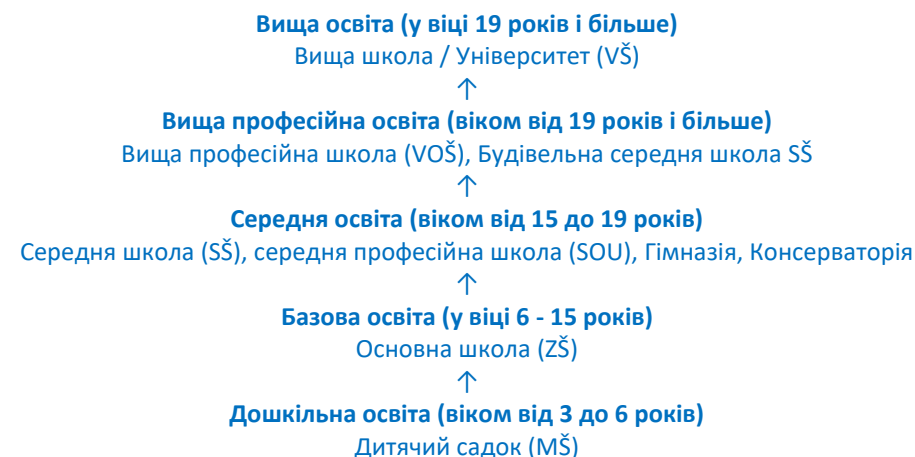 Вища освіта (у віці 19 років і більше)
Вища школа / Університет (VŠ)
↑
Вища професійна освіта (віком від 19 років і більше)
Вища професійна школа (VOŠ), Будівельна середня школа SŠ
↑
Середня освіта (віком від 15 до 19 років)
Середня школа (SŠ), середня професійна школа (SOU), Гімназія, Консерваторія
↑
Базова освіта (у віці 6 - 15 років)
Основна школа (ZŠ)
↑
Дошкільна освіта (віком від 3 до 6 років)
Дитячий садок (MŠ)